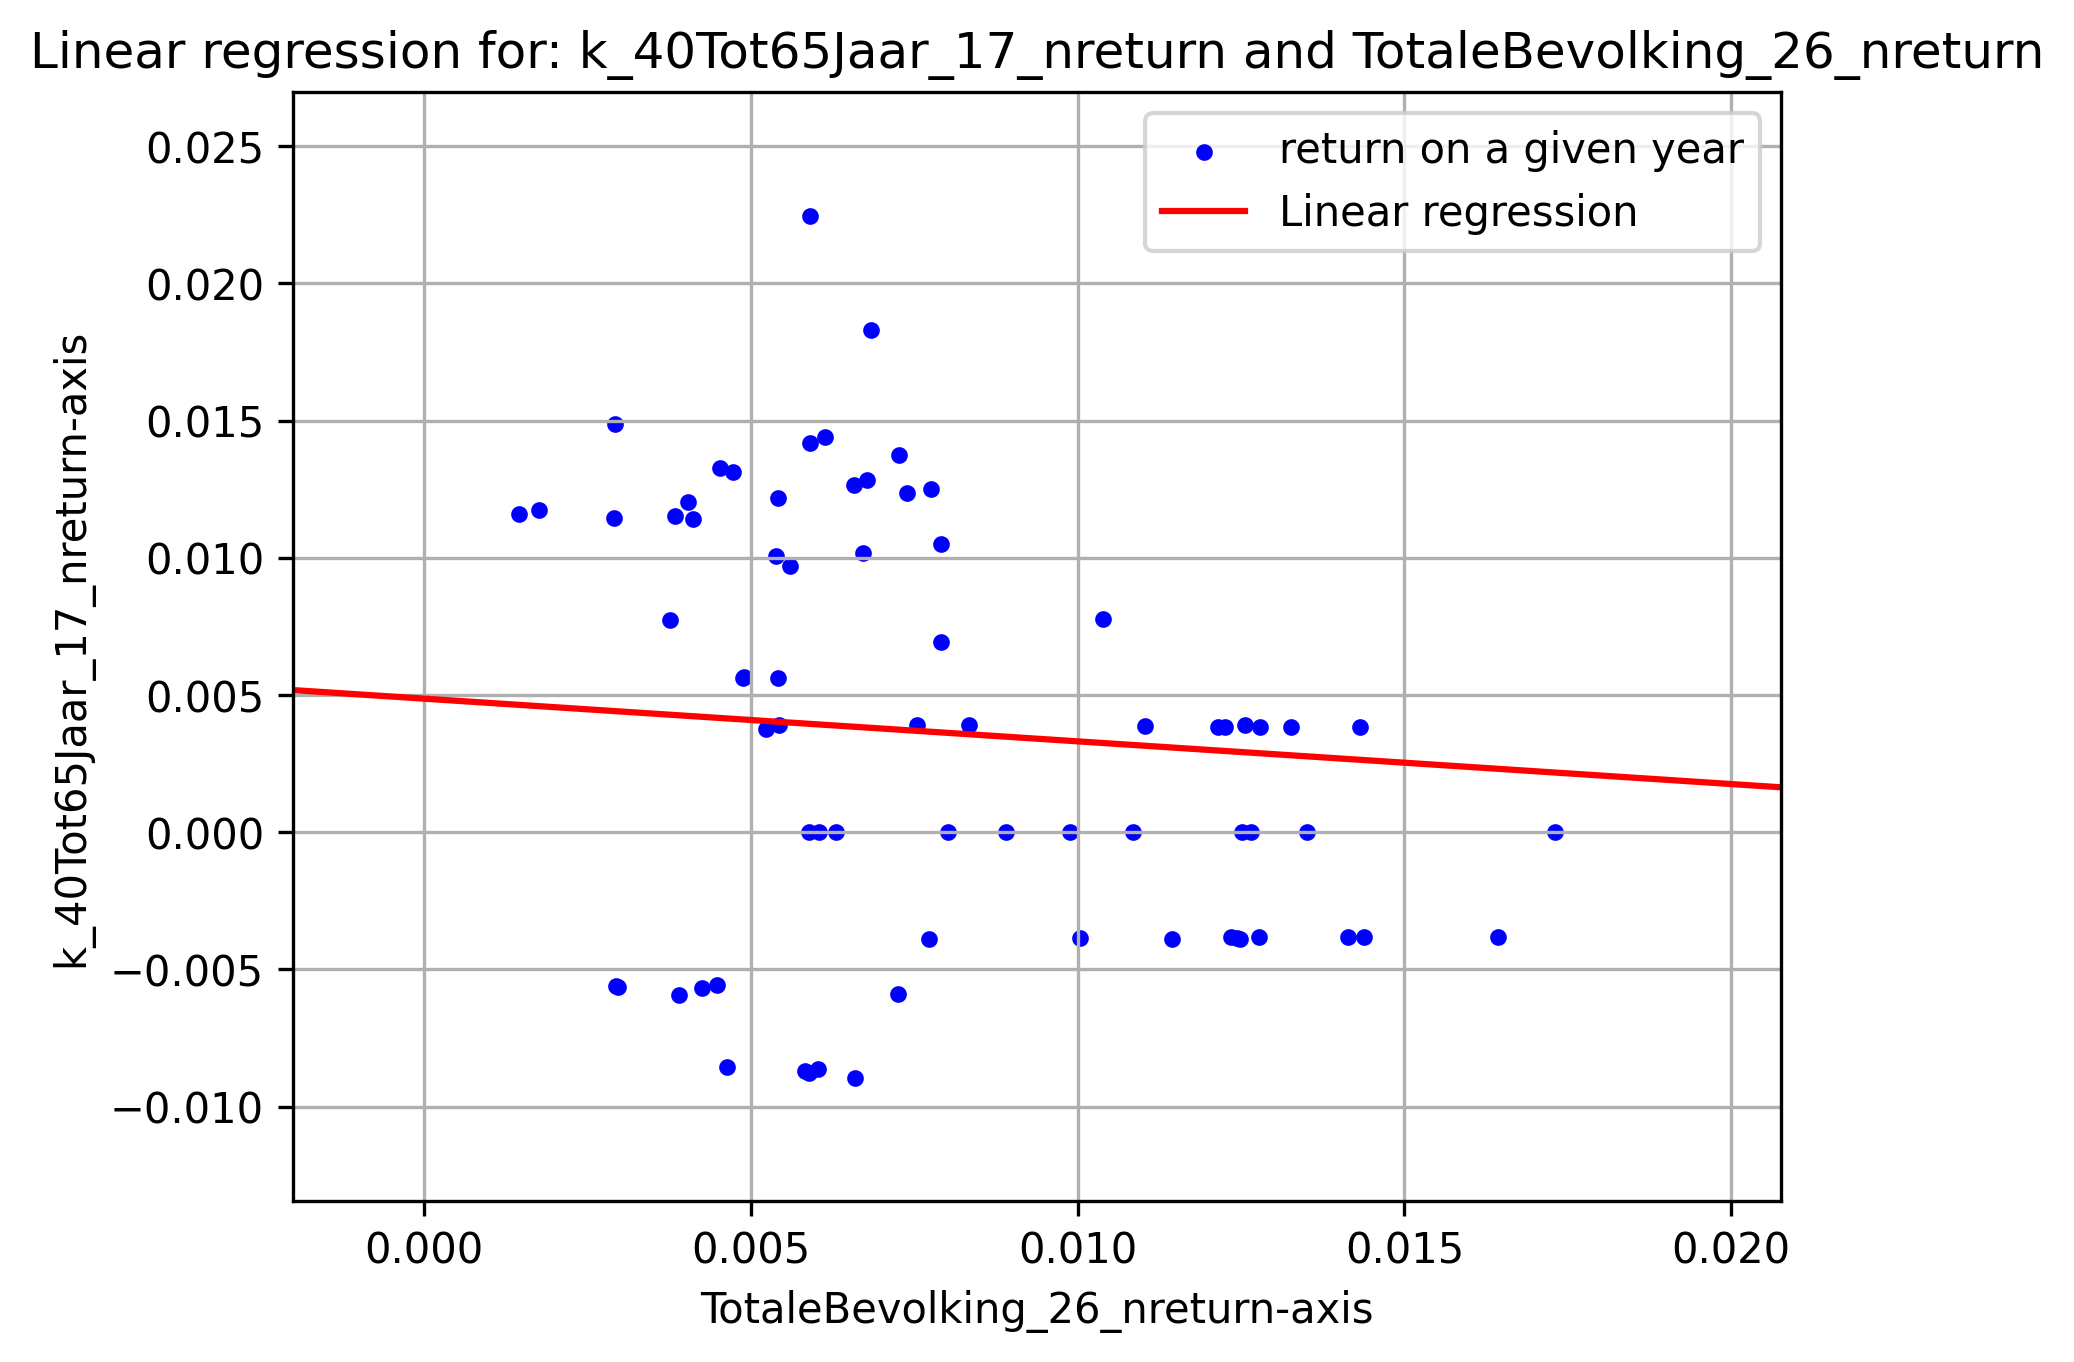 Linear regression for: k_40Tot65Jaar_17_nreturn and TotaleBevolking_26_nreturn
return on a given year
Linear regression
0.025
0.020
0.015
0.010
0.005
0.000
−0.005
−0.010
k_40Tot65Jaar_17_nreturn-axis
0.000 0.005 0.010 0.015 0.020
TotaleBevolking_26_nreturn-axis